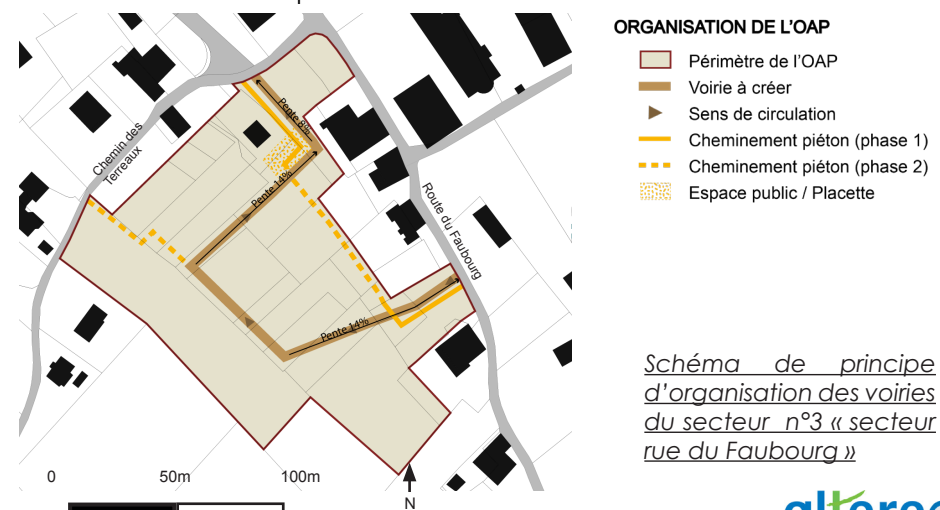 ORGANISATION DE L'OAP
Périmètre de l'OAP
Voirie à créer
Sens de circulation
Cheminement piéton (phase 1)
Cheminement piéton (phase 2)
Espace public / Placette
Chemin des
Terreaux
Pente 8%
Pente 14%
Route du Faubourg
Pente 14%
0 50m 100m
N
Schéma de principe
d'organisation des voiries
du secteur n°3 « secteur
rue du Faubourg »